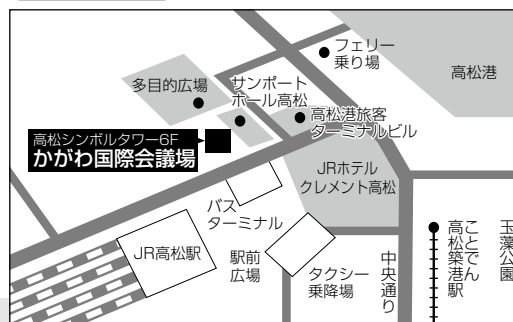 フェリー
乗り場
高松港
多目的広場
サンポート
ホール高松
高松港旅客
ターミナルビル
高松シンボルタワー6F
かがわ国際会議場
JRホテル
クレメント高松
バス
ターミナル
JR高松駅
駅前
広場
タクシー
乗降場
中央通り
ことでん
高松築港駅
玉藻公園